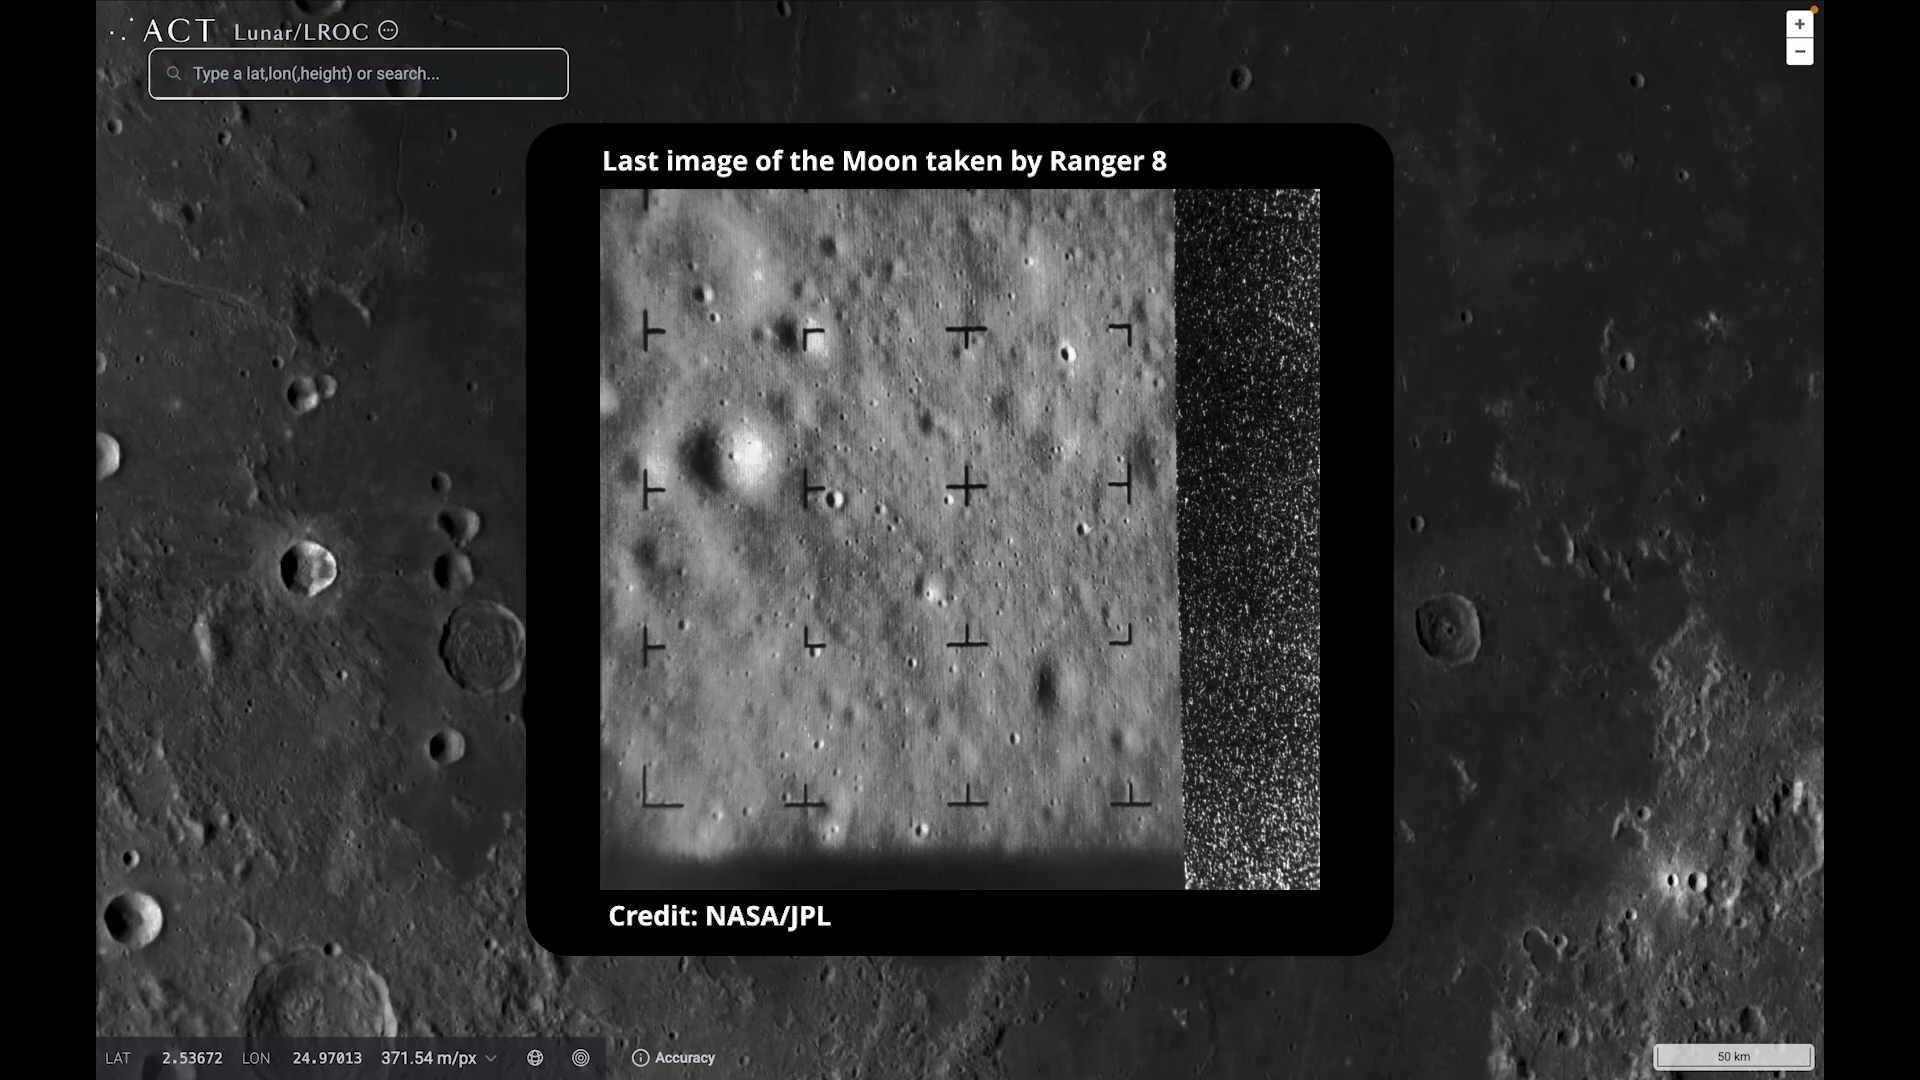 ACT Lunar/LROC
Type a lat,lon(,height) or search...
+
−
Last image of the Moon taken by Ranger 8
Credit: NASA/JPL
LAT 2.53672 LON 24.97013 371.54 m/px Accuracy
50 km